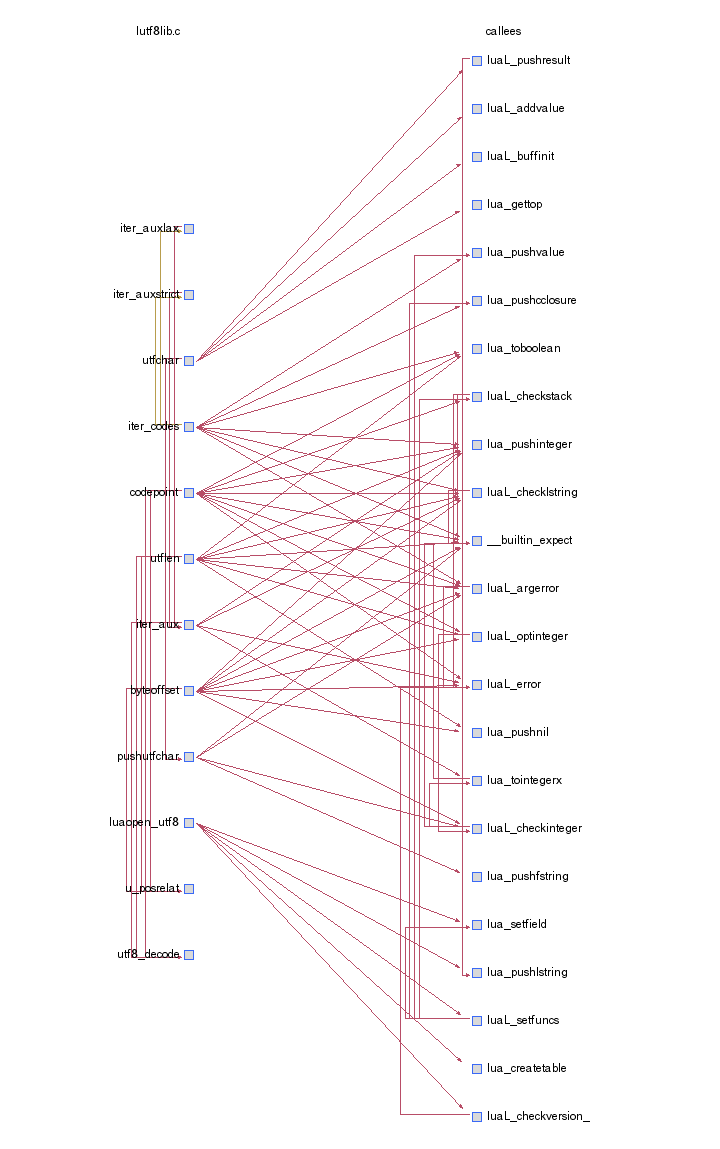 lutf8lib.c
callees
luaL_pushresult
luaL_addvalue
luaL_buffinit
lua_gettop
iter_auxlax
lua_pushvalue
iter_auxstrict
lua_pushcclosure
lua_toboolean
utfchar
luaL_checkstack
iter_codes
lua_pushinteger
codepoint
luaL_checklstring
__builtin_expect
utflen
luaL_argerror
iter_aux
luaL_optinteger
luaL_error
byteoffset
lua_pushnil
pushutfchar
lua_tointegerx
luaopen_utf8
luaL_checkinteger
lua_pushfstring
u_posrelat
lua_setfield
utf8_decode
lua_pushlstring
luaL_setfuncs
lua_createtable
luaL_checkversion_